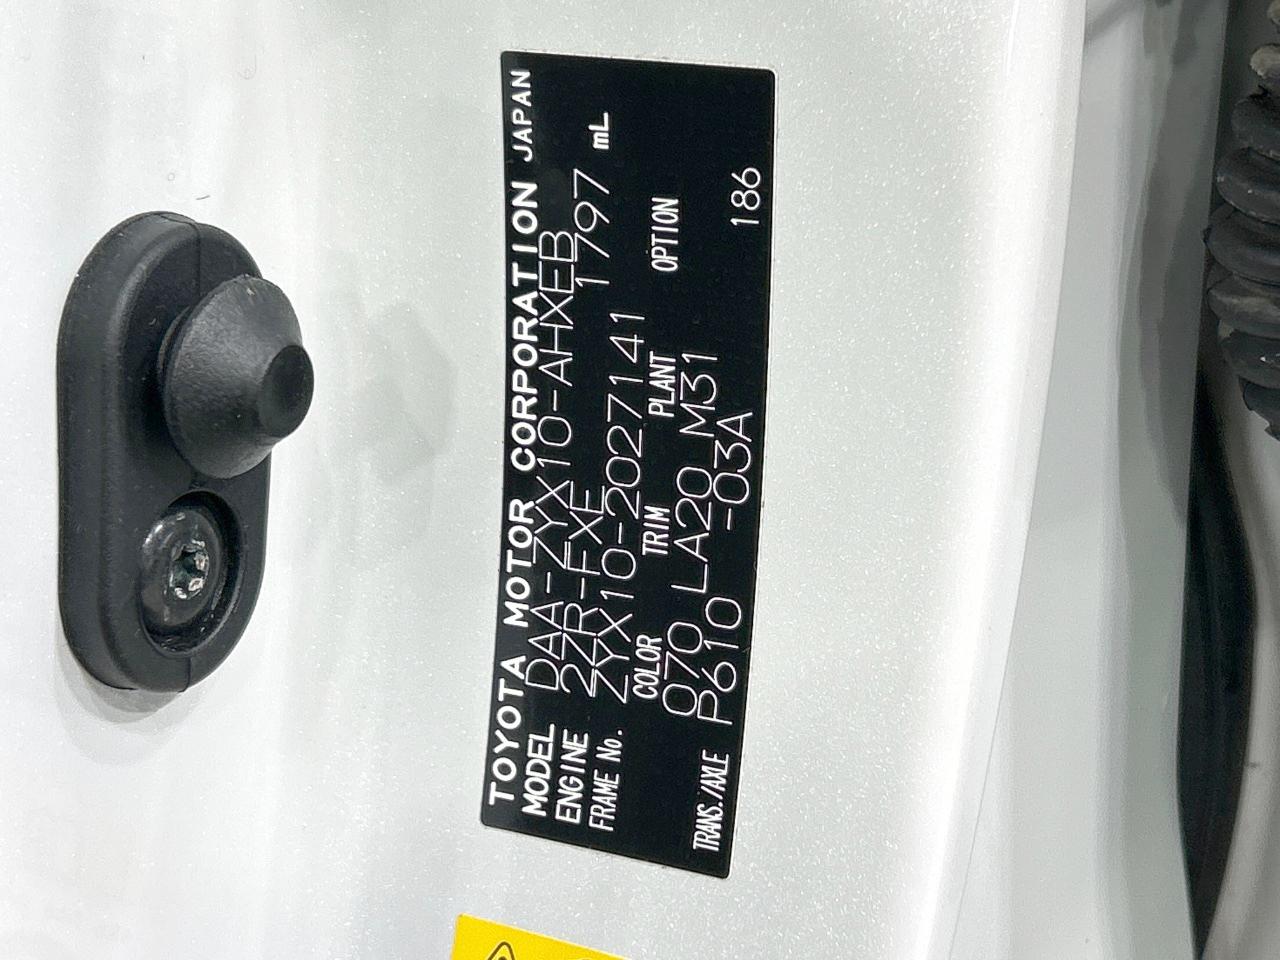 TOYOTA MOTOR CORPORATION JAPAN
MODEL DAA-ZYX10-AHXEB
ENGINE 2ZR-FXE 1797 mL
FRAME No. ZYX10-2027141
COLOR TRIM PLANT OPTION
070 LA20 M31
TRANS./AXLE P610 -03A 186